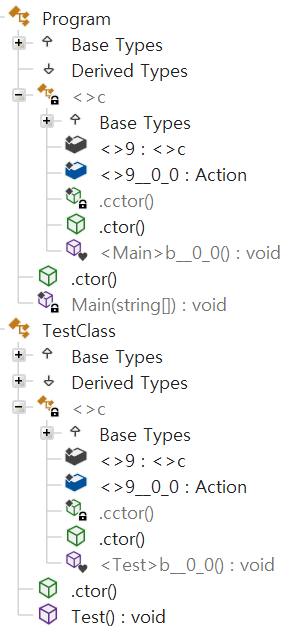 Program
Base Types
Derived Types
<>c
Base Types
<>9 : <>c
<>9__0_0 : Action
.cctor()
.ctor()
<Main>b__0_0() : void
.ctor()
Main(string[]) : void
TestClass
Base Types
Derived Types
<>c
Base Types
<>9 : <>c
<>9__0_0 : Action
.cctor()
.ctor()
<Test>b__0_0() : void
.ctor()
Test() : void